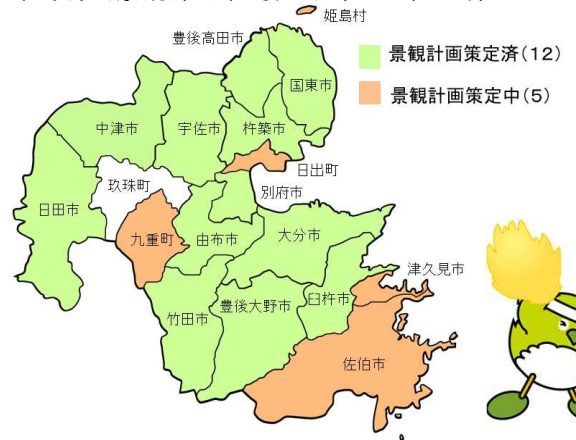 姫島村
豊後高田市
国東市
景観計画策定済(12)
景観計画策定中(5)
中津市
宇佐市
杵築市
日出町
玖珠町
別府市
日田市
九重町
由布市
大分市
津久見市
臼杵市
豊後大野市
竹田市
佐伯市